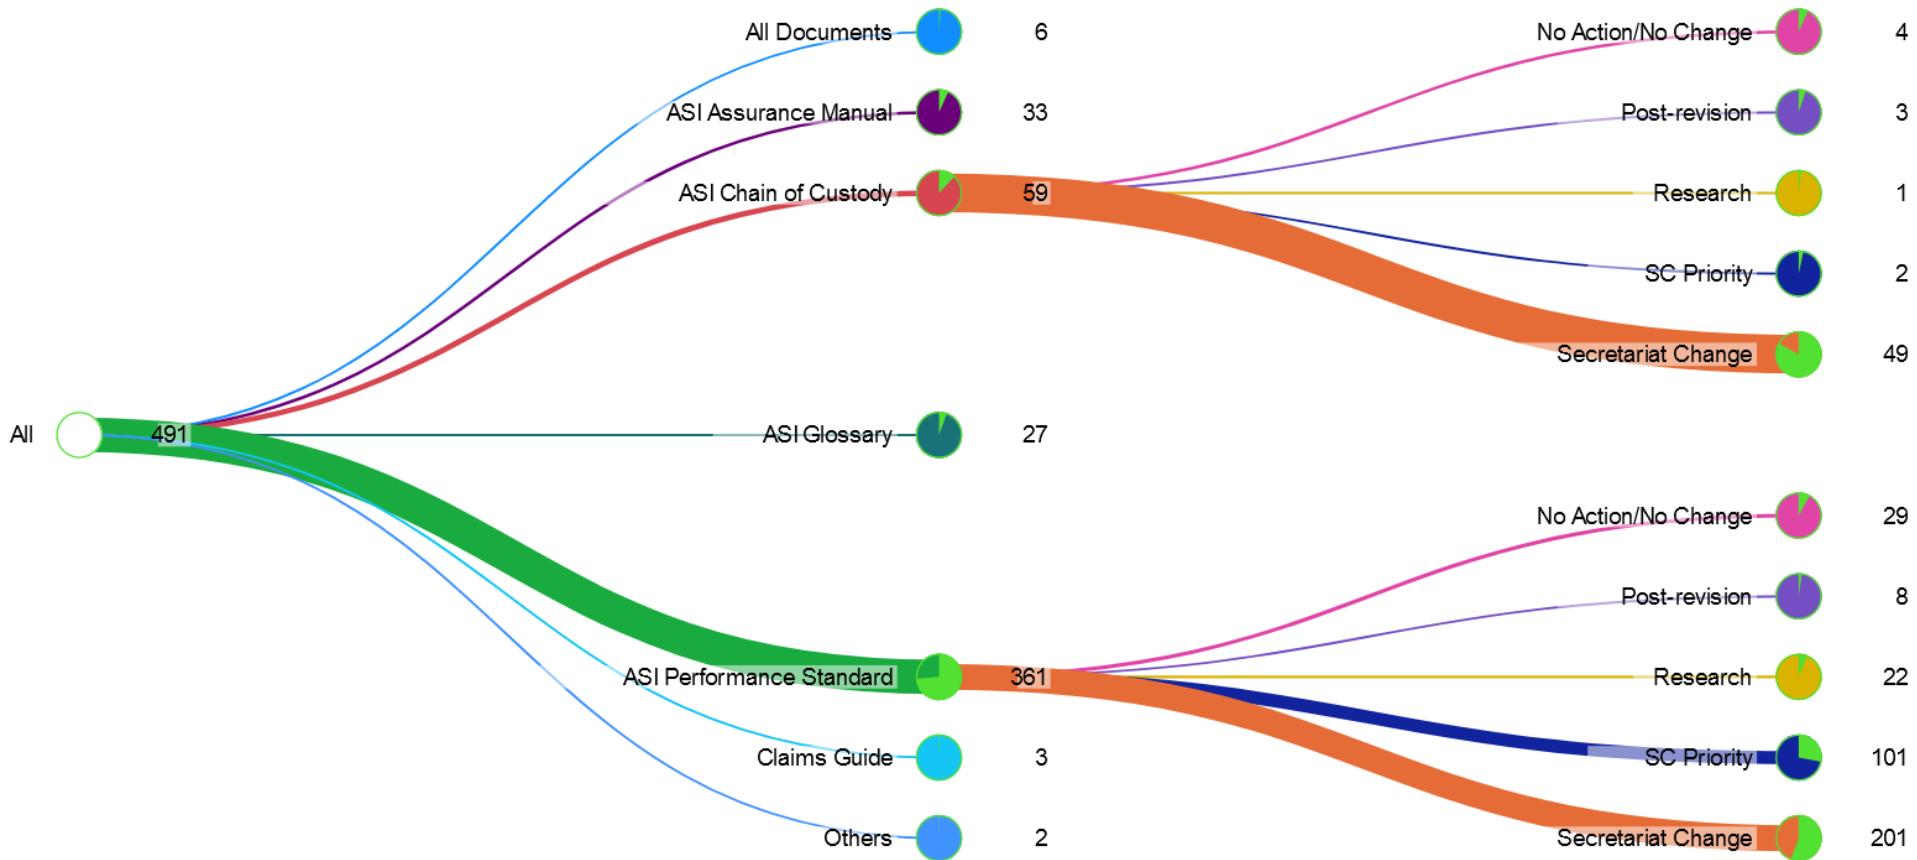 All Documents 6 No Action/No Change 4
ASI Assurance Manual 33 Post-revision 3
ASI Chain of Custody 59 Research 1
SC Priority 2
Secretariat Change 49
All 491 ASI Glossary 27
No Action/No Change 29
Post-revision 8
ASI Performance Standard 361 Research 22
Claims Guide 3 SC Priority 101
Others 2 Secretariat Change 201